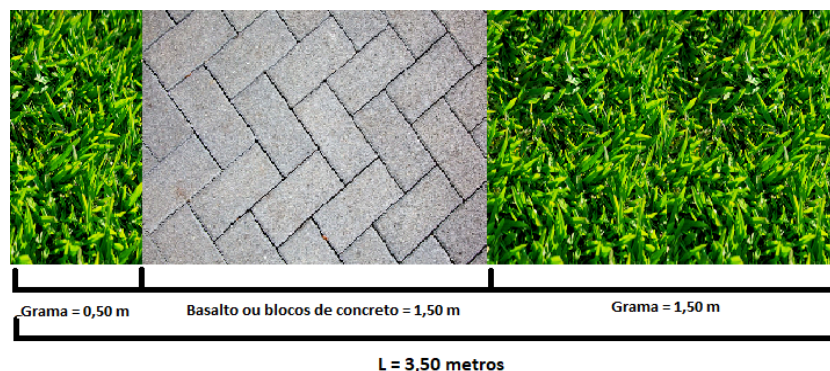 Grama = 0,50 m
Basalto ou blocos de concreto = 1,50 m
Grama = 1,50 m
L = 3.50 metros